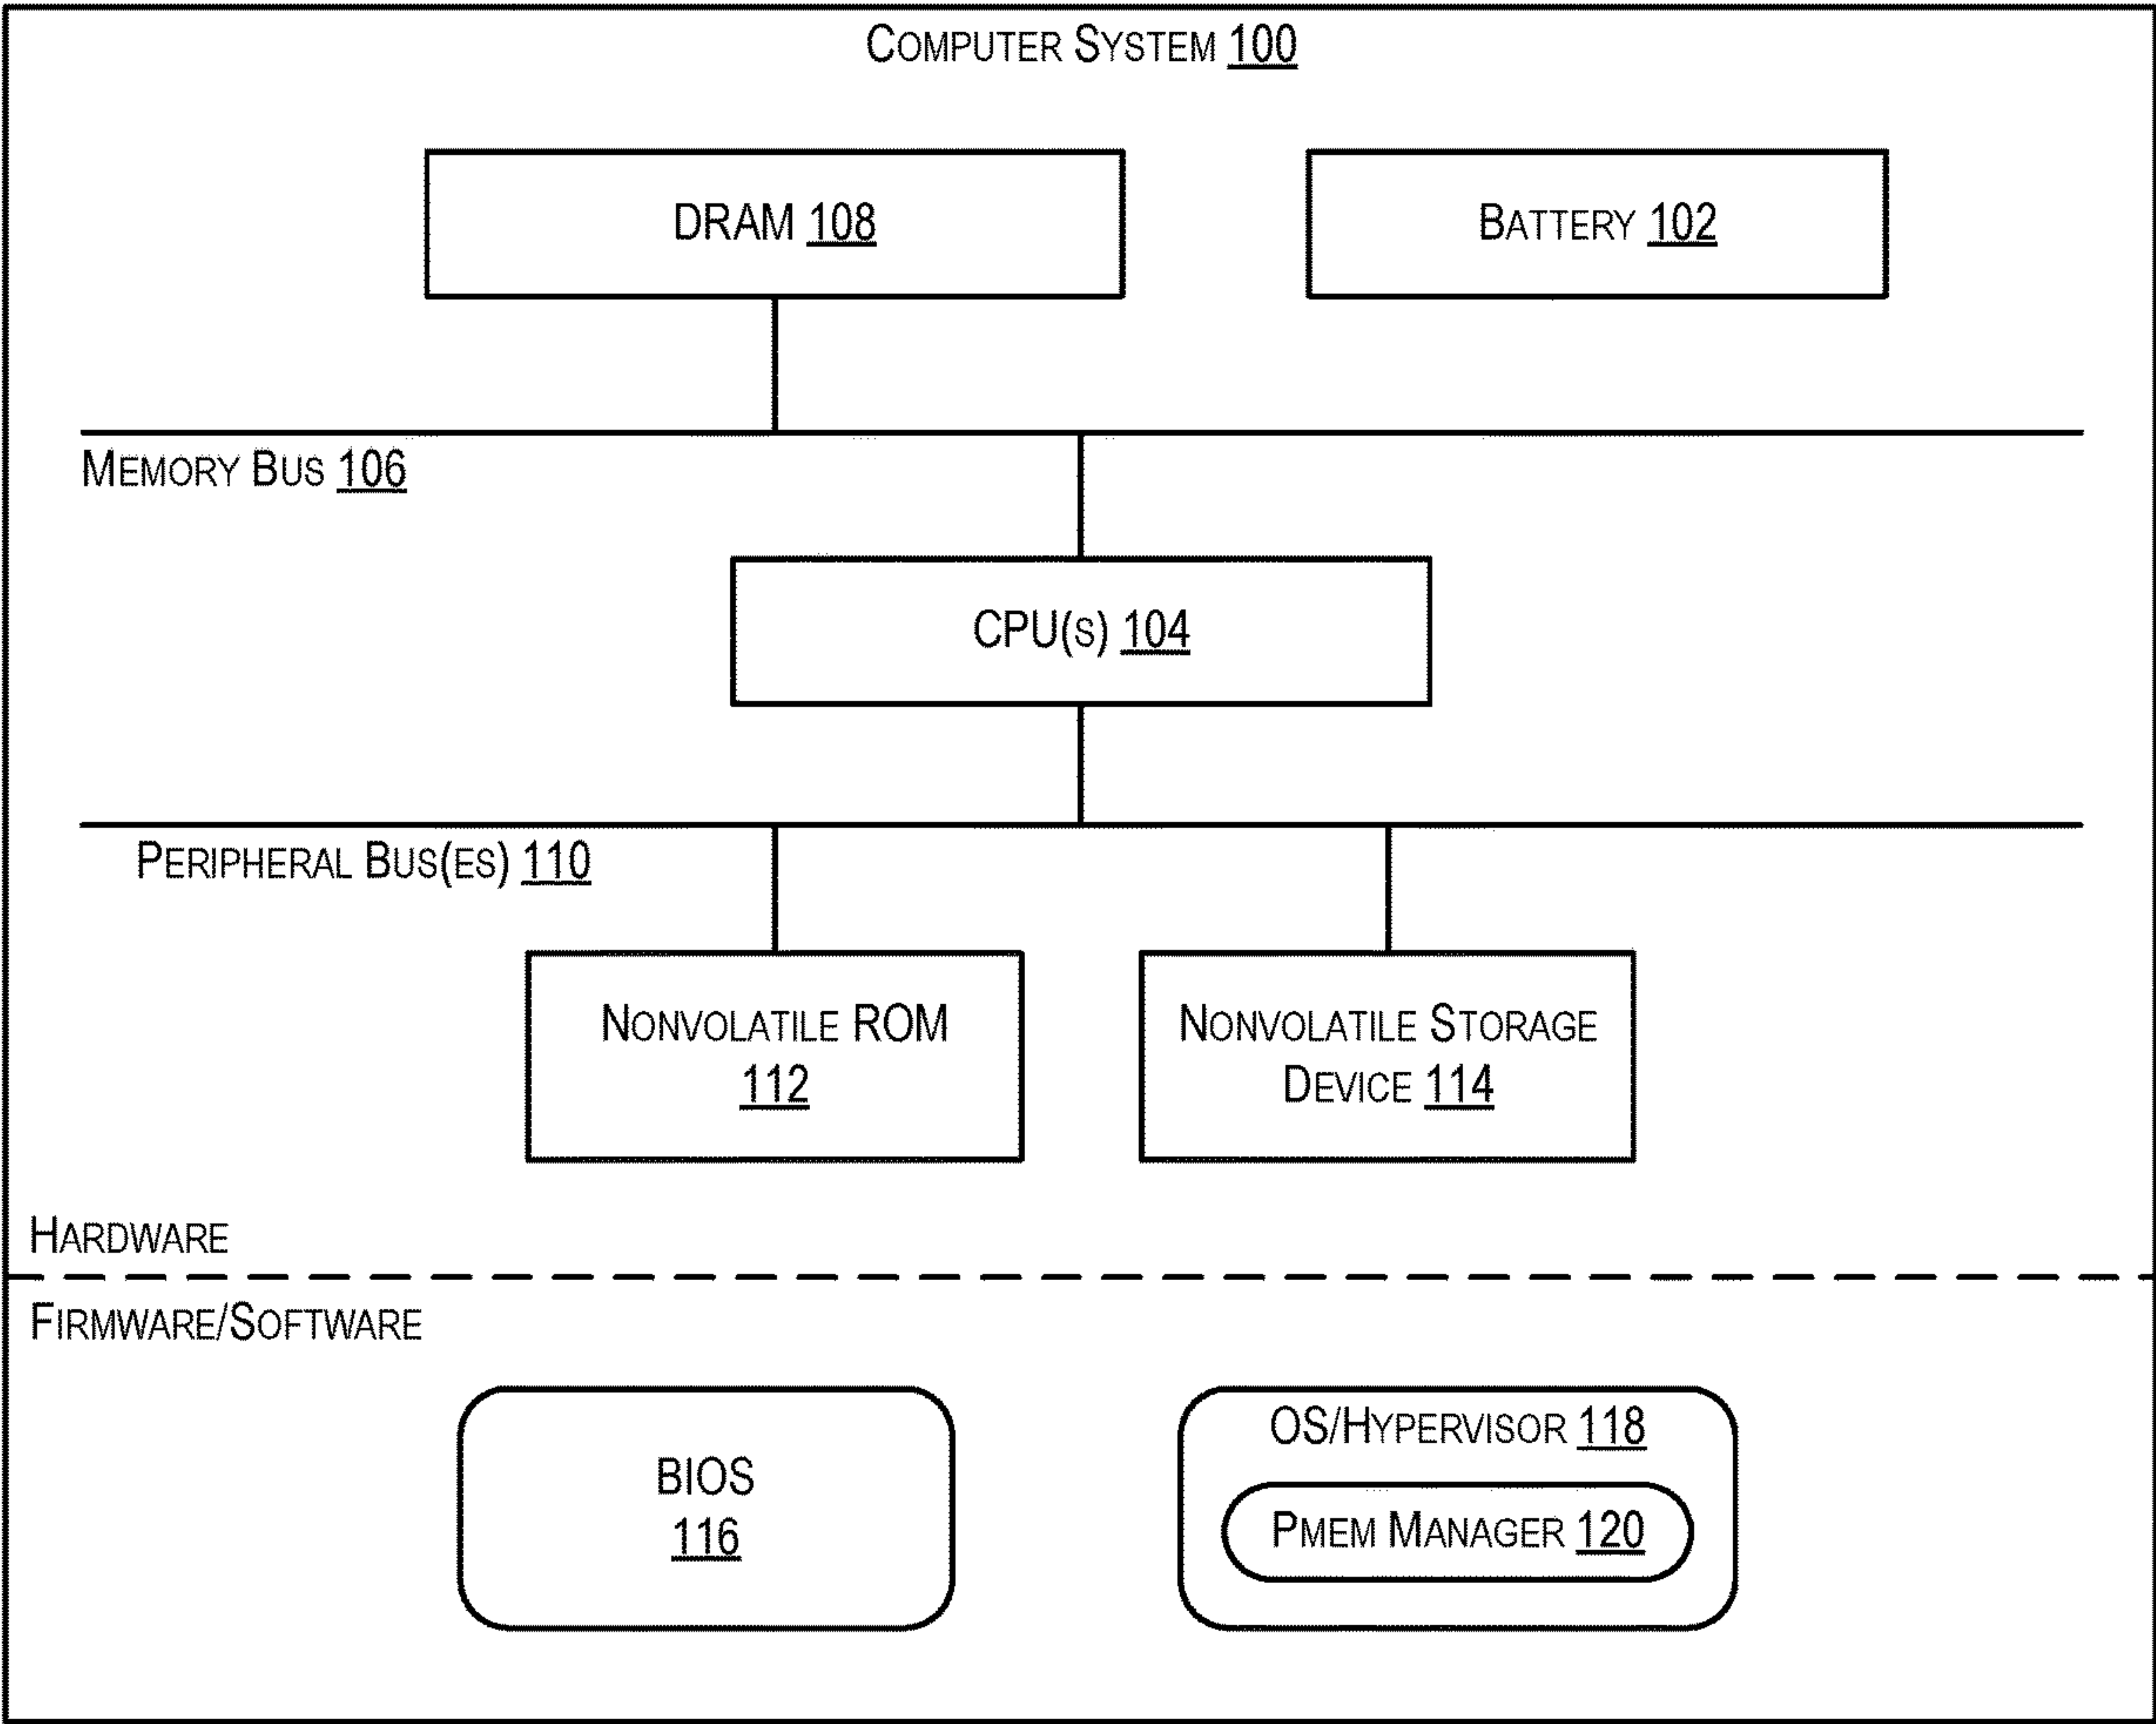 Computer System 100
DRAM 108
Battery 102
Memory Bus 106
CPU(s) 104
Peripheral Bus(es) 110
Nonvolatile ROM
112
Nonvolatile Storage
Device 114
Hardware
Firmware/Software
BIOS
116
OS/Hypervisor 118
Pmem Manager 120